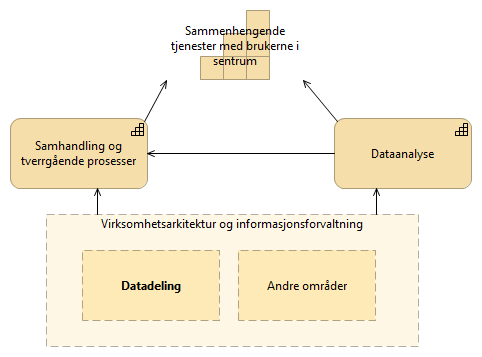 Sammenhengende
tjenester med brukerne i
sentrum
Samhandling og
tverrgående prosesser
Dataanalyse
Virksomhetsarkitektur og informasjonsforvaltning
Datadeling
Andre områder